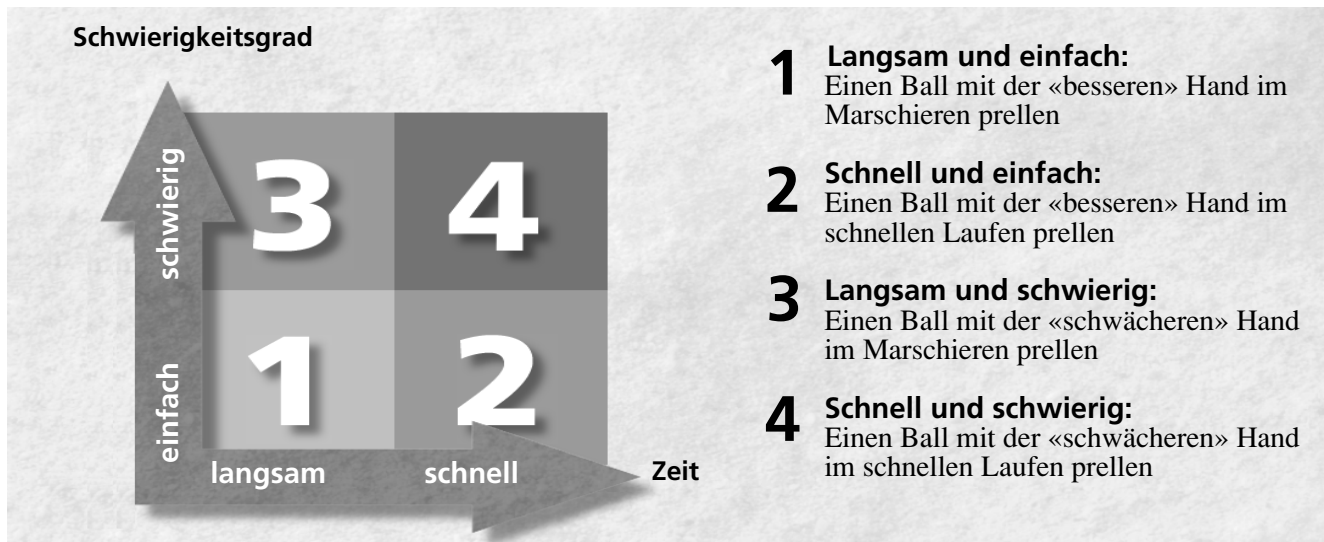 Schwierigkeitsgrad
schwierig
einfach
3
4
1
2
langsam
schnell
Zeit
1
Langsam und einfach:
Einen Ball mit der «besseren» Hand im
Marschieren prellen
2
Schnell und einfach:
Einen Ball mit der «besseren» Hand im
schnellen Laufen prellen
3
Langsam und schwierig:
Einen Ball mit der «schwächeren» Hand
im Marschieren prellen
4
Schnell und schwierig:
Einen Ball mit der «schwächeren» Hand
im schnellen Laufen prellen